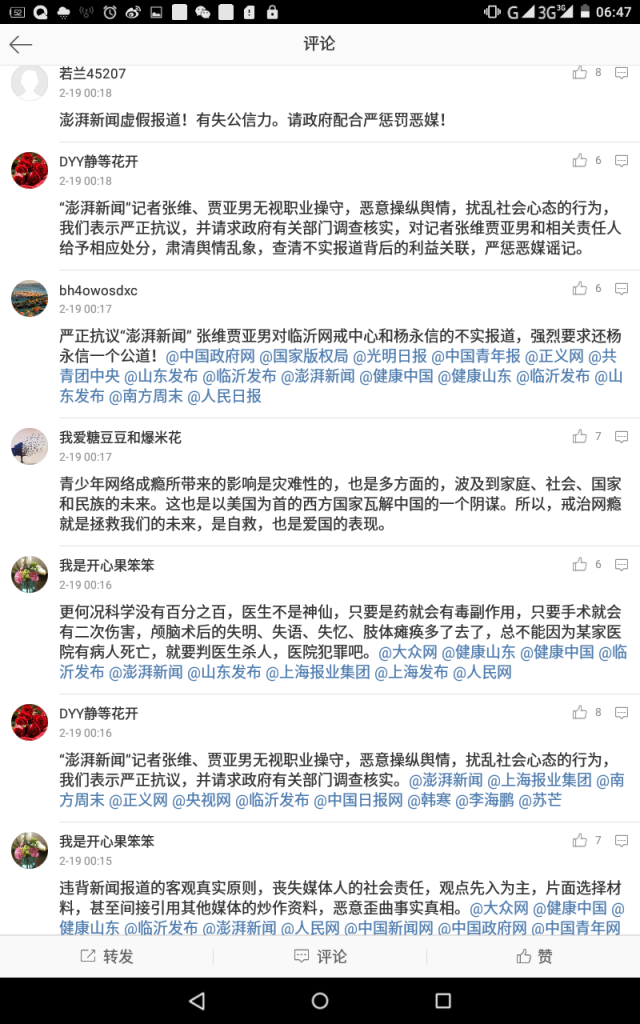 52
G
3G
3G
06:47
评论
若兰45207
8
2-19 00:18
澎湃新闻虚假报道！有失公信力。请政府配合严惩罚恶媒！
DYY静等花开
6
2-19 00:18
“澎湃新闻”记者张维、贾亚男无视职业操守，恶意操纵舆情，扰乱社会心态的行为，
我们表示严正抗议，并请求政府有关部门调查核实，对记者张维贾亚男和相关责任人
给予相应处分，肃清舆情乱象，查清不实报道背后的利益关联，严惩恶媒谣记。
bh4owosdxc
6
2-19 00:17
严正抗议“澎湃新闻” 张维贾亚男对临沂网戒中心和杨永信的不实报道，强烈要求还杨
永信一个公道！@中国政府网 @国家版权局 @光明日报 @中国青年报 @正义网 @共
青团中央 @山东发布 @临沂发布 @澎湃新闻 @健康中国 @健康山东 @临沂发布 @山
东发布 @南方周末 @人民日报
我爱糖豆豆和爆米花
7
2-19 00:17
青少年网络成瘾所带来的影响是灾难性的，也是多方面的，波及到家庭、社会、国家
和民族的未来。这也是以美国为首的西方国家瓦解中国的一个阴谋。所以，戒治网瘾
就是拯救我们的未来，是自救，也是爱国的表现。
我是开心果笨笨
6
2-19 00:16
更何况科学没有百分之百，医生不是神仙，只要是药就会有毒副作用，只要手术就会
有二次伤害，颅脑术后的失明、失语、失忆、肢体瘫痪多了去了，总不能因为某家医
院有病人死亡，就要判医生杀人，医院犯罪吧。@大众网 @健康山东 @健康中国 @临
沂发布 @澎湃新闻 @山东发布 @上海报业集团 @上海发布 @人民网
DYY静等花开
8
2-19 00:16
“澎湃新闻”记者张维、贾亚男无视职业操守，恶意操纵舆情，扰乱社会心态的行为，
我们表示严正抗议，并请求政府有关部门调查核实。@澎湃新闻 @上海报业集团 @南
方周末 @正义网 @央视网 @临沂发布 @中国日报网 @韩寒 @李海鹏 @苏芒
我是开心果笨笨
7
2-19 00:15
违背新闻报道的客观真实原则，丧失媒体人的社会责任，观点先入为主，片面选择材
料，甚至间接引用其他媒体的炒作资料，恶意歪曲事实真相。@大众网 @健康中国 @
健康山东 @临沂发布 @澎湃新闻 @人民网 @中国新闻网 @中国政府网 @中国青年网
转发
评论
赞